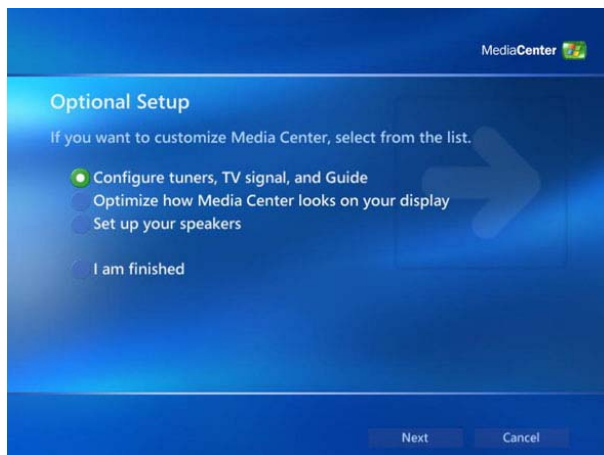 MediaCenter
Optional Setup
If you want to customize Media Center, select from the list.
Configure tuners, TV signal, and Guide
Optimize how Media Center looks on your display
Set up your speakers
I am finished
Next Cancel